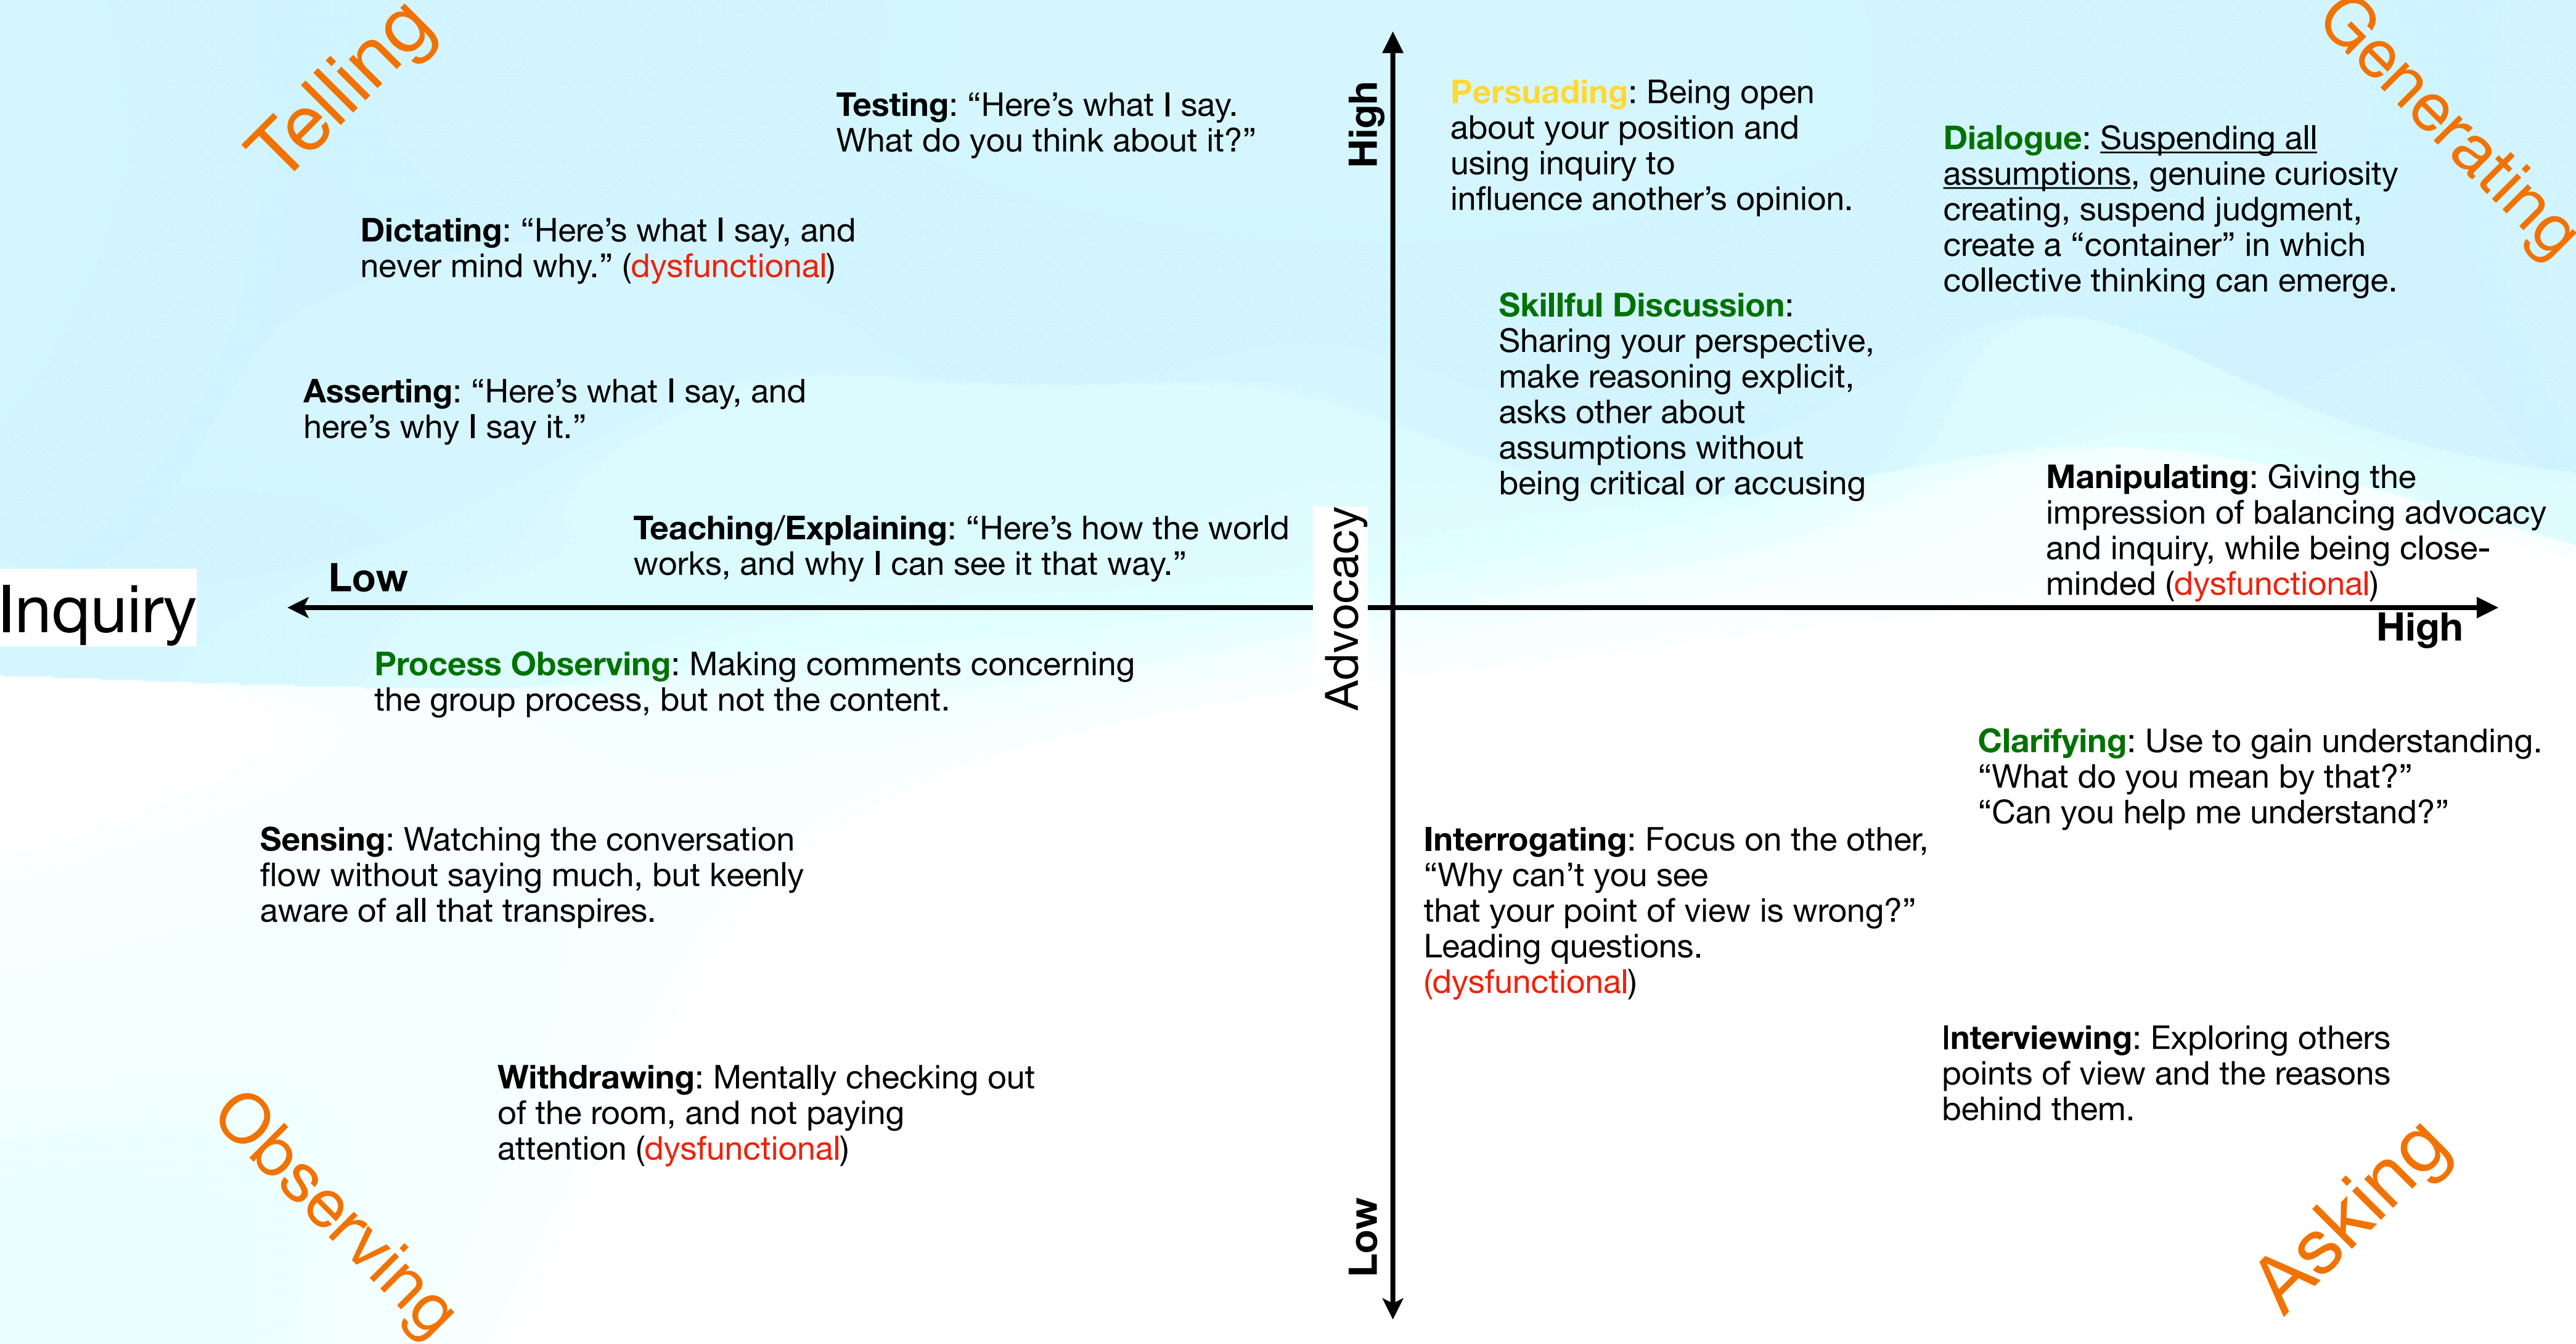 Telling
Generating
High
Testing: “Here’s what I say.
What do you think about it?”
Dictating: “Here’s what I say, and
never mind why.” (dysfunctional)
Asserting: “Here’s what I say, and
here’s why I say it.”
Teaching/Explaining: “Here’s how the world
works, and why I can see it that way.”
Persuading: Being open
about your position and
using inquiry to
influence another’s opinion.
Dialogue: Suspending all
assumptions, genuine curiosity
creating, suspend judgment,
create a “container” in which
collective thinking can emerge.
Skillful Discussion:
Sharing your perspective,
make reasoning explicit,
asks other about
assumptions without
being critical or accusing
Manipulating: Giving the
impression of balancing advocacy
and inquiry, while being close-
minded (dysfunctional)
Inquiry
Low
Advocacy
High
Process Observing: Making comments concerning
the group process, but not the content.
Sensing: Watching the conversation
flow without saying much, but keenly
aware of all that transpires.
Withdrawing: Mentally checking out
of the room, and not paying
attention (dysfunctional)
Clarifying: Use to gain understanding.
“What do you mean by that?”
“Can you help me understand?”
Interrogating: Focus on the other,
“Why can’t you see
that your point of view is wrong?”
Leading questions.
(dysfunctional)
Interviewing: Exploring others
points of view and the reasons
behind them.
Low
Observing
Asking